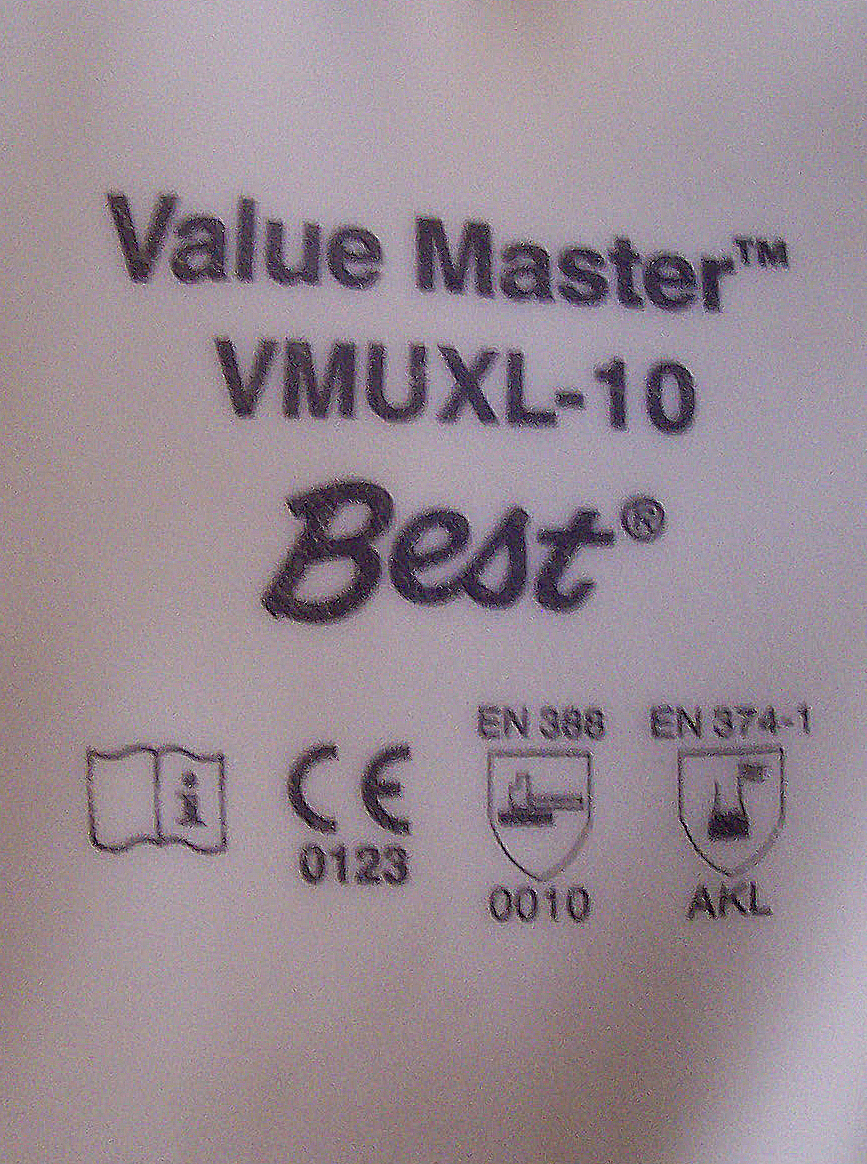 Value Master™
VMUXL-10
Best®
i
EN 388
EN 374-1
CE
0123
0010
AKL